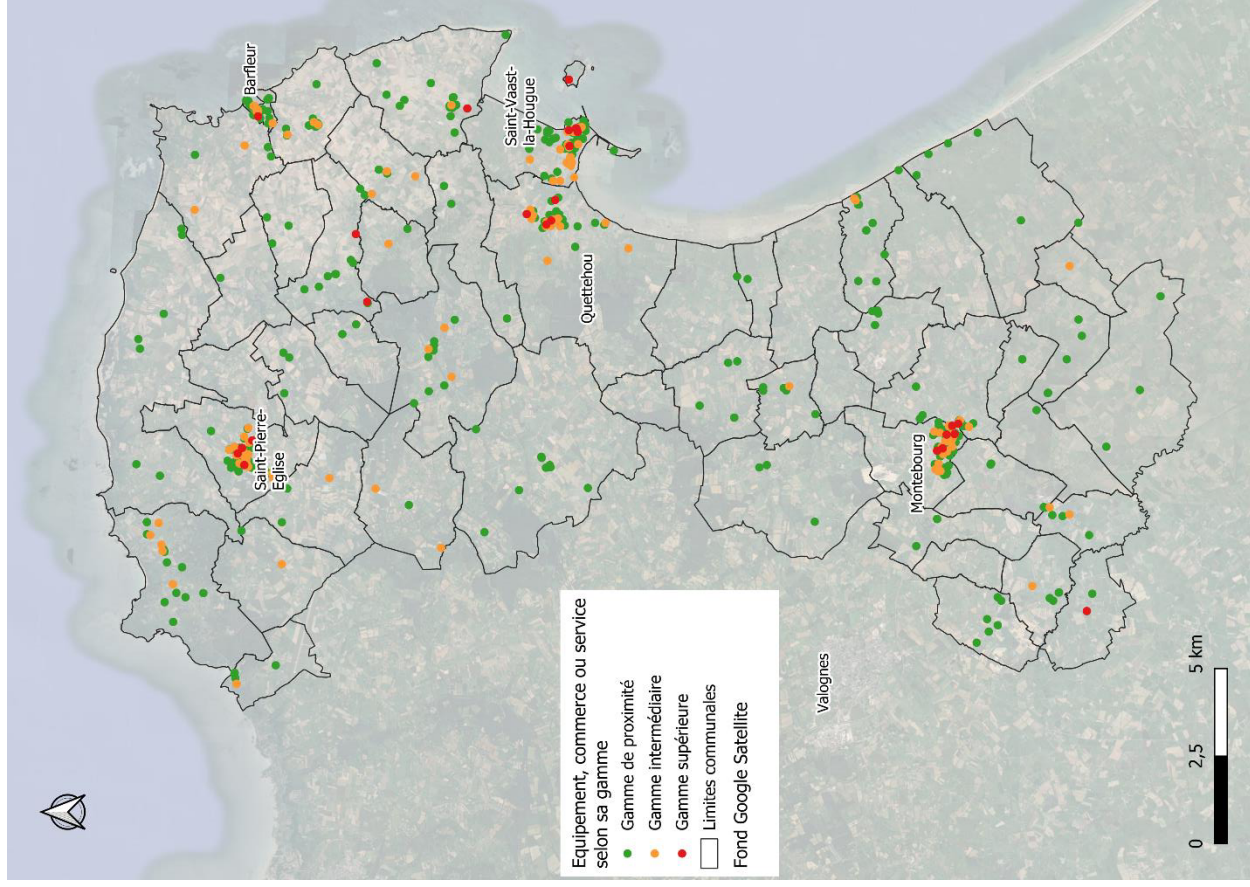 Barfleur
Saint-Pierre-
Eglise
Saint-Vaast-
la-Hougue
Quettehou
Montebourg
Valognes
Equipement, commerce ou service
selon sa gamme
Gamme de proximité
Gamme intermédiaire
Gamme supérieure
Limites communales
Fond Google Satellite
0 2,5 5 km